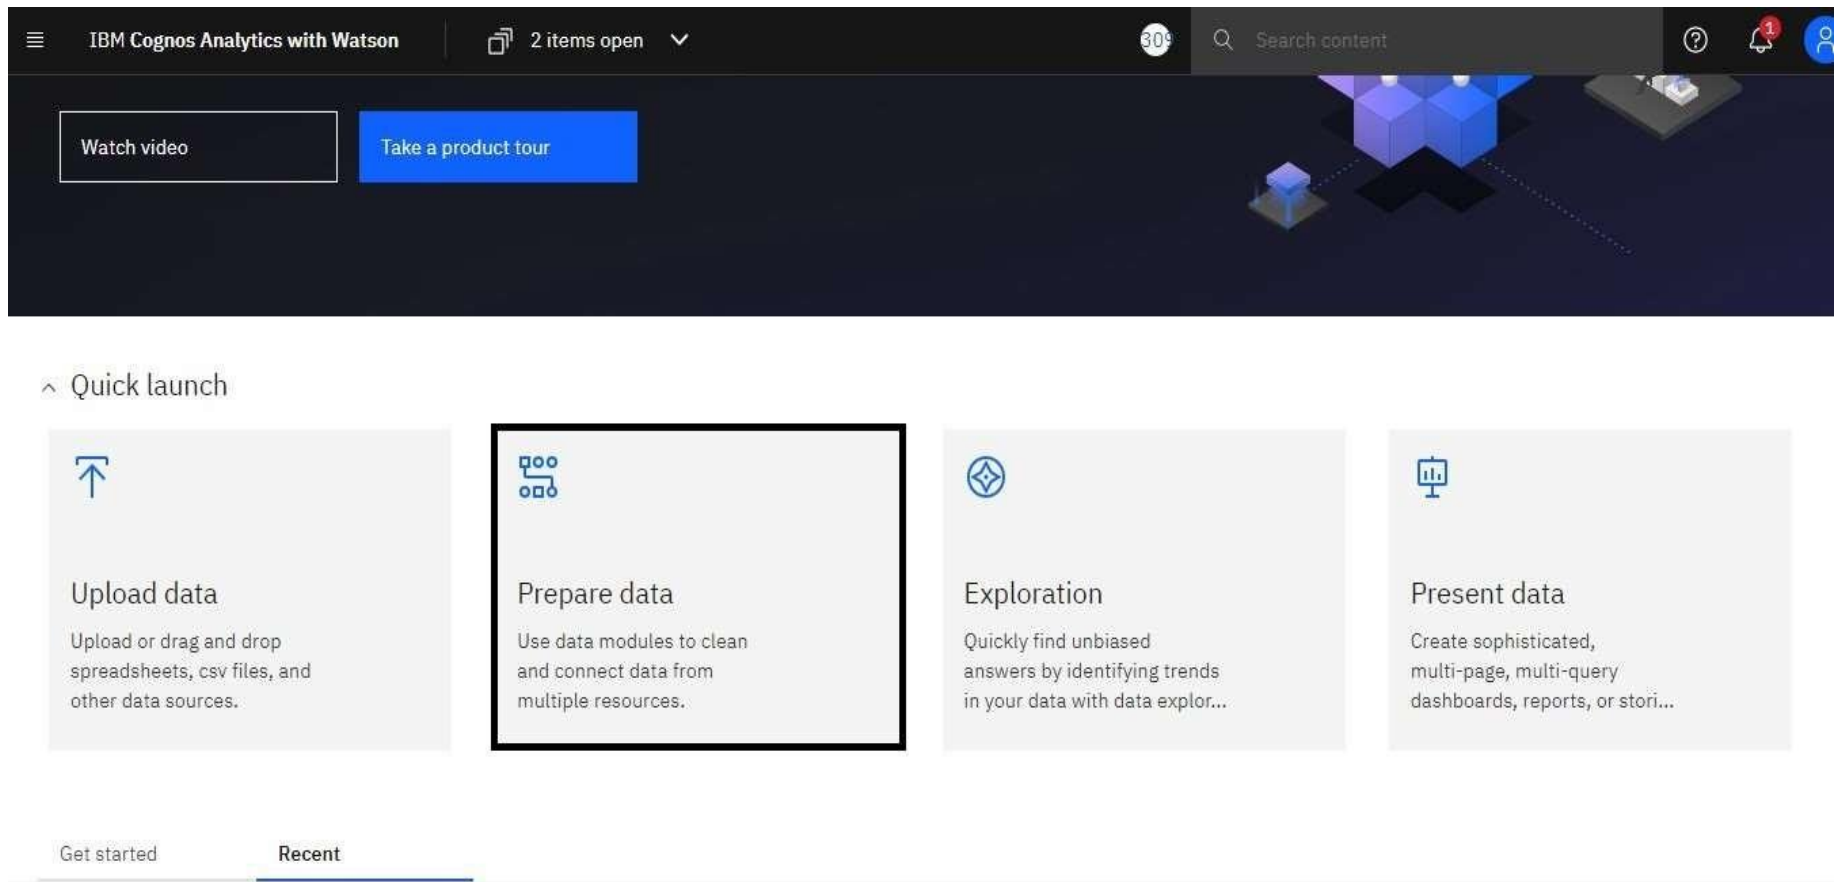 IBM Cognos Analytics with Watson
2 items open
309
Search content
1
Watch video
Take a product tour
Quick launch
Upload data
Upload or drag and drop
spreadsheets, csv files, and
other data sources.
Prepare data
Use data modules to clean
and connect data from
multiple resources.
Exploration
Quickly find unbiased
answers by identifying trends
in your data with data explor...
Present data
Create sophisticated,
multi-page, multi-query
dashboards, reports, or stori...
Get started
Recent